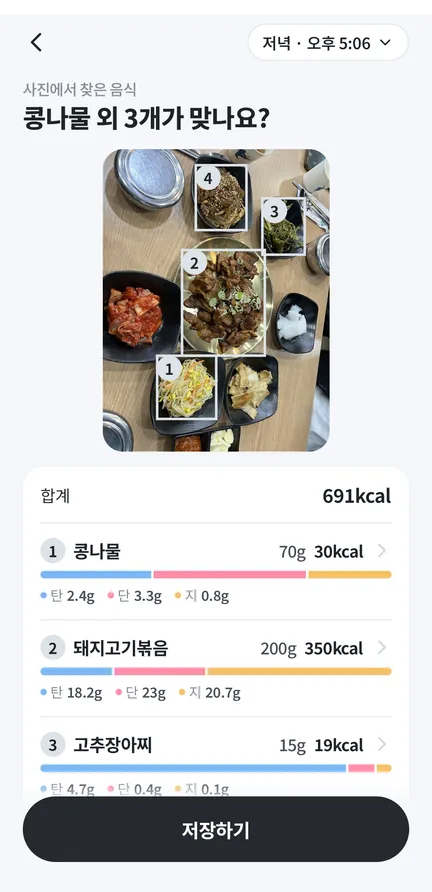 저녁 · 오후 5:06
사진에서 찾은 음식
콩나물 외 3개가 맞나요?
4
3
2
1
합계 691kcal
1 콩나물 70g 30kcal
탄 2.4g 단 3.3g 지 0.8g
2 돼지고기볶음 200g 350kcal
탄 18.2g 단 23g 지 20.7g
3 고추장아찌 15g 19kcal
탄 4.7g 단 0.4g 지 0.1g
저장하기